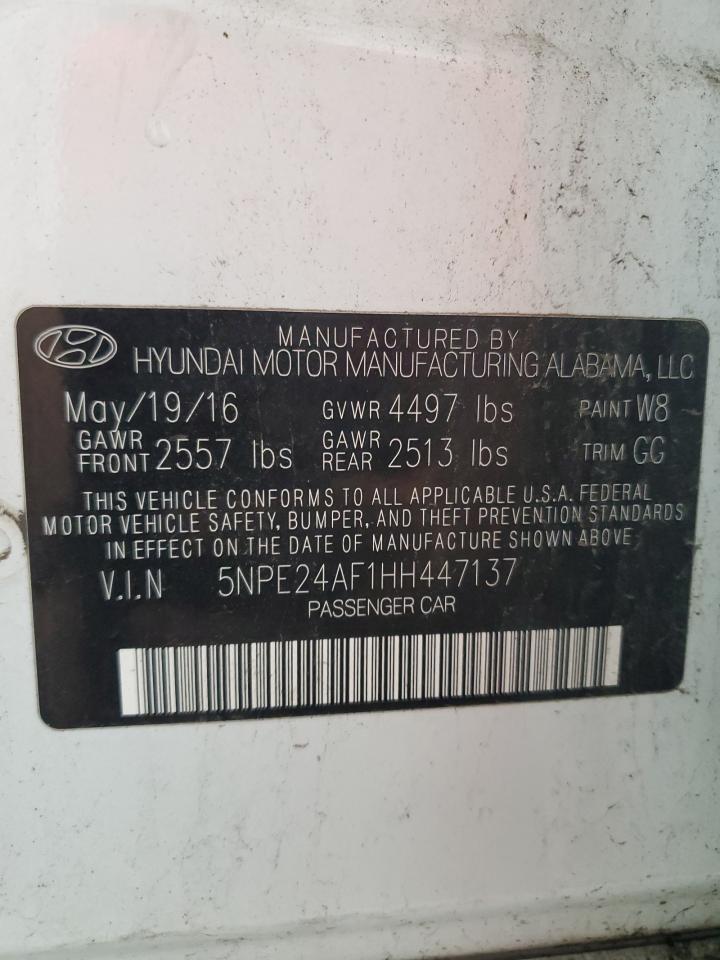 MANUFACTURED BY
HYUNDAI MOTOR MANUFACTURING ALABAMA, LLC
May/19/16 GVWR 4497 lbs PAINT W8
GAWR FRONT 2557 lbs GAWR REAR 2513 lbs TRIM GG
THIS VEHICLE CONFORMS TO ALL APPLICABLE U.S.A. FEDERAL
MOTOR VEHICLE SAFETY, BUMPER, AND THEFT PREVENTION STANDARDS
IN EFFECT ON THE DATE OF MANUFACTURE SHOWN ABOVE
V.I.N 5NPE24AF1HH447137
PASSENGER CAR